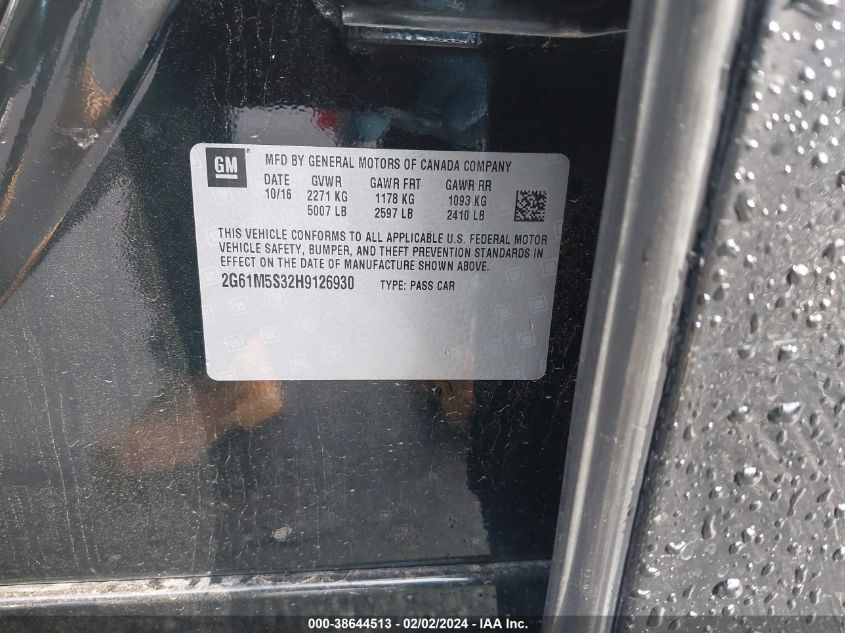 GM ®
MFD BY GENERAL MOTORS OF CANADA COMPANY
DATE GVWR GAWR FRT GAWR RR
10/16 2271 KG 1178 KG 1093 KG
5007 LB 2597 LB 2410 LB
THIS VEHICLE CONFORMS TO ALL APPLICABLE U.S. FEDERAL MOTOR
VEHICLE SAFETY, BUMPER, AND THEFT PREVENTION STANDARDS IN
EFFECT ON THE DATE OF MANUFACTURE SHOWN ABOVE.
2G61M5S32H9126930 TYPE: PASS CAR
000-38644513 - 02/02/2024 - IAA Inc.